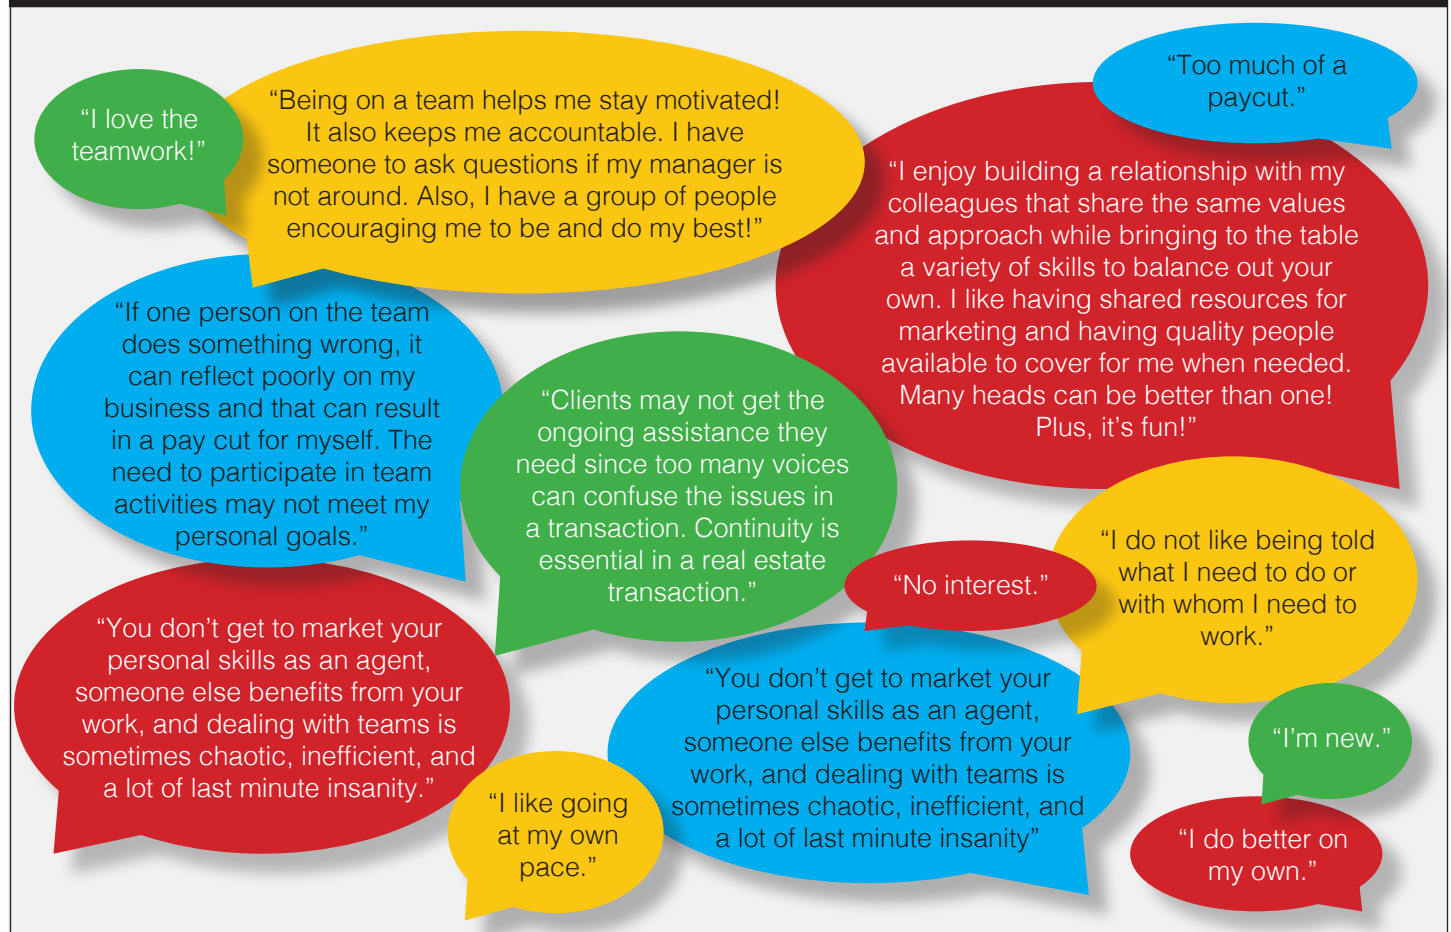 “I love the
teamwork!”
“Being on a team helps me stay motivated!
It also keeps me accountable. I have
someone to ask questions if my manager is
not around. Also, I have a group of people
encouraging me to be and do my best!”
“Too much of a
paycut.”
“I enjoy building a relationship with my
colleagues that share the same values
and approach while bringing to the table
a variety of skills to balance out your
own. I like having shared resources for
marketing and having quality people
available to cover for me when needed.
Many heads can be better than one!
Plus, it’s fun!”
“If one person on the team
does something wrong, it
can reflect poorly on my
business and that can result
in a pay cut for myself. The
need to participate in team
activities may not meet my
personal goals.”
“Clients may not get the
ongoing assistance they
need since too many voices
can confuse the issues in
a transaction. Continuity is
essential in a real estate
transaction.”
“No interest.”
“I do not like being told
what I need to do or
with whom I need to
work.”
“You don’t get to market your
personal skills as an agent,
someone else benefits from your
work, and dealing with teams is
sometimes chaotic, inefficient, and
a lot of last minute insanity.”
“I like going
at my own
pace.”
“You don’t get to market your
personal skills as an agent,
someone else benefits from your
work, and dealing with teams is
sometimes chaotic, inefficient, and
a lot of last minute insanity”
“I’m new.”
“I do better on
my own.”